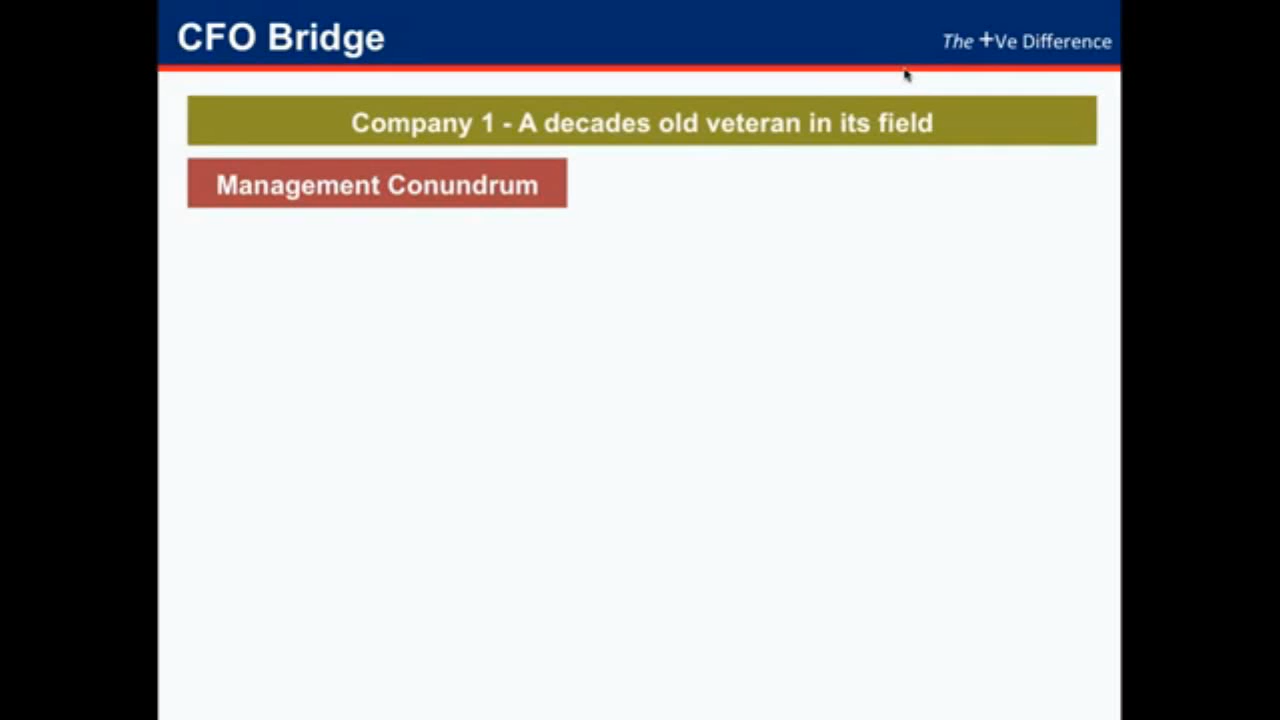 CFO Bridge
The +Ve Difference
Company 1 - A decades old veteran in its field
Management Conundrum